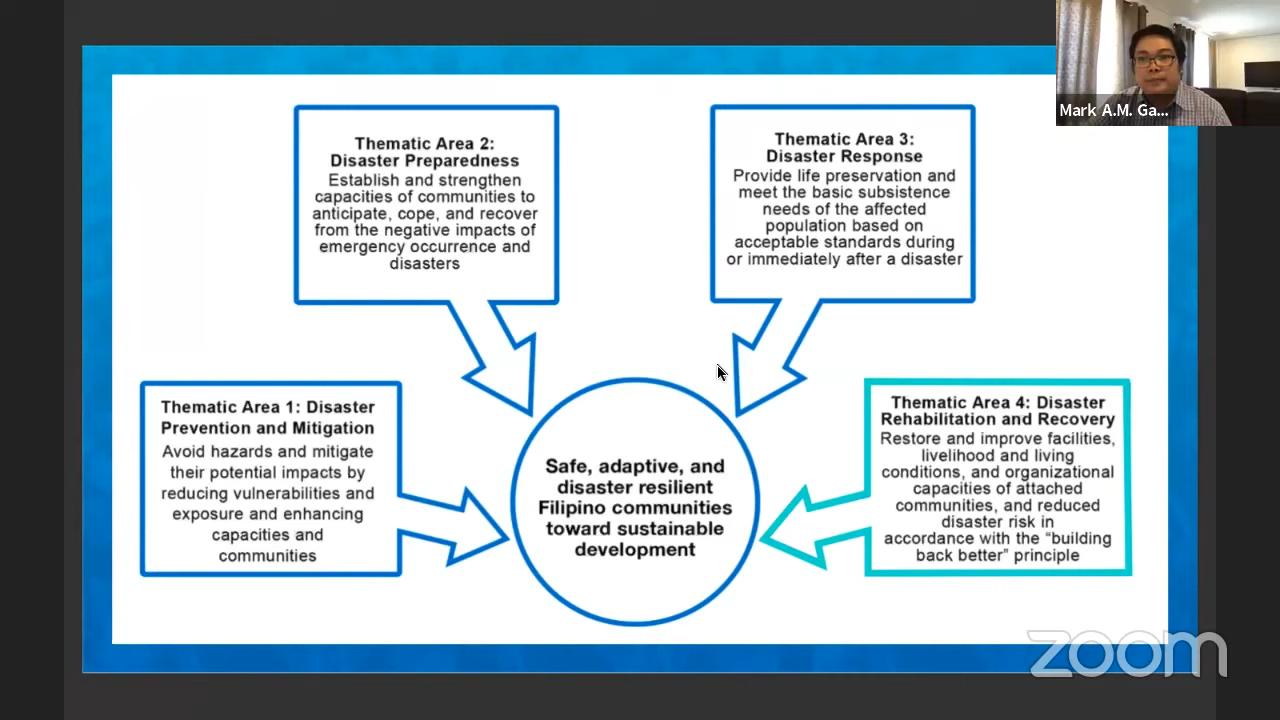 Mark A.M. Ga...
Thematic Area 2:
Disaster Preparedness
Establish and strengthen
capacities of communities to
anticipate, cope, and recover
from the negative impacts of
emergency occurrence and
disasters
Thematic Area 3:
Disaster Response
Provide life preservation and
meet the basic subsistence
needs of the affected
population based on
acceptable standards during
or immediately after a disaster
Thematic Area 1: Disaster
Prevention and Mitigation
Avoid hazards and mitigate
their potential impacts by
reducing vulnerabilities and
exposure and enhancing
capacities and
communities
Safe, adaptive, and
disaster resilient
Filipino communities
toward sustainable
development
Thematic Area 4: Disaster
Rehabilitation and Recovery
Restore and improve facilities,
livelihood and living
conditions, and organizational
capacities of attached
communities, and reduced
disaster risk in
accordance with the “building
back better” principle
zoom